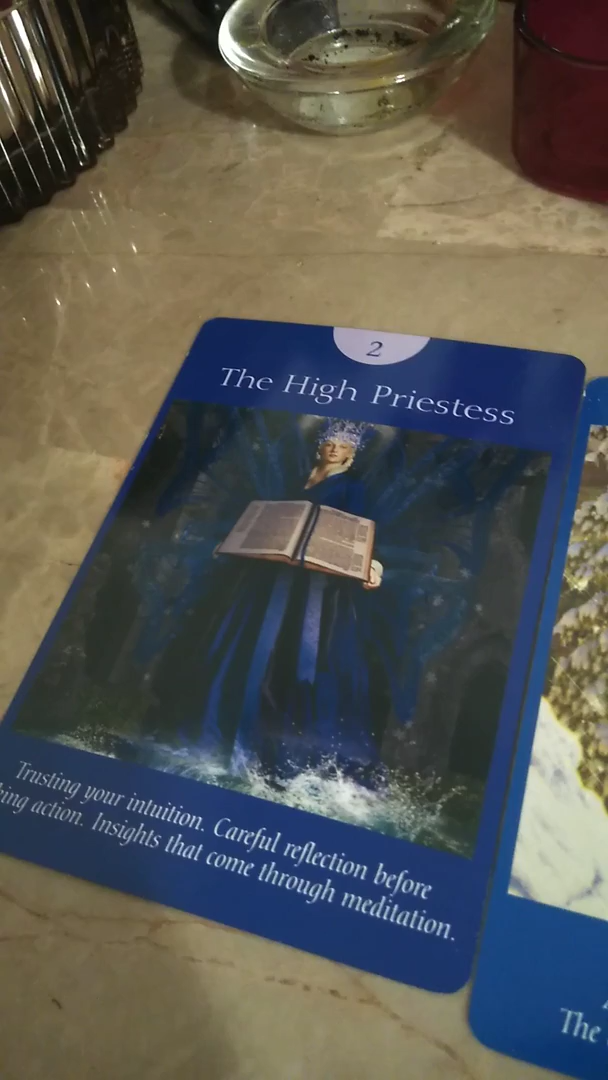 2
The High Priestess
Trusting your intuition. Careful reflection before
action. Insights that come through meditation.
The